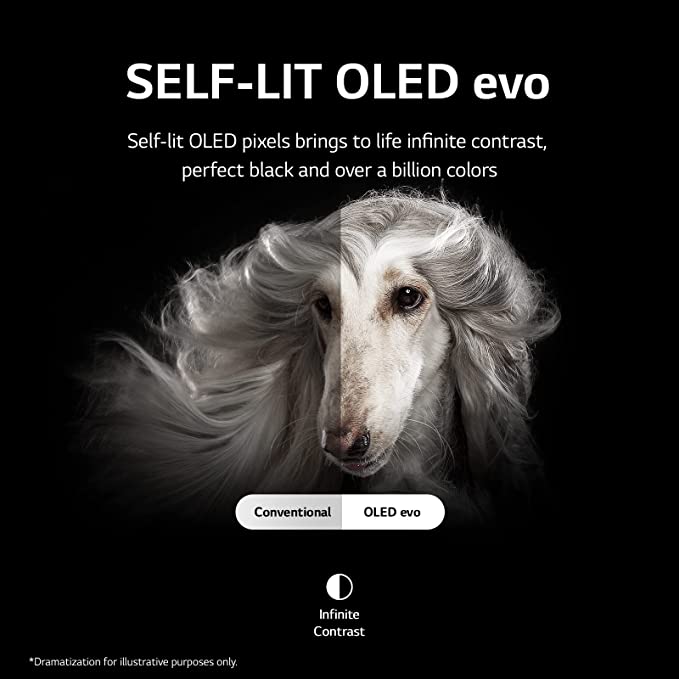 SELF-LIT OLED evo
Self-lit OLED pixels brings to life infinite contrast,
perfect black and over a billion colors
Conventional
OLED evo
Infinite
Contrast
*Dramatization for illustrative purposes only.